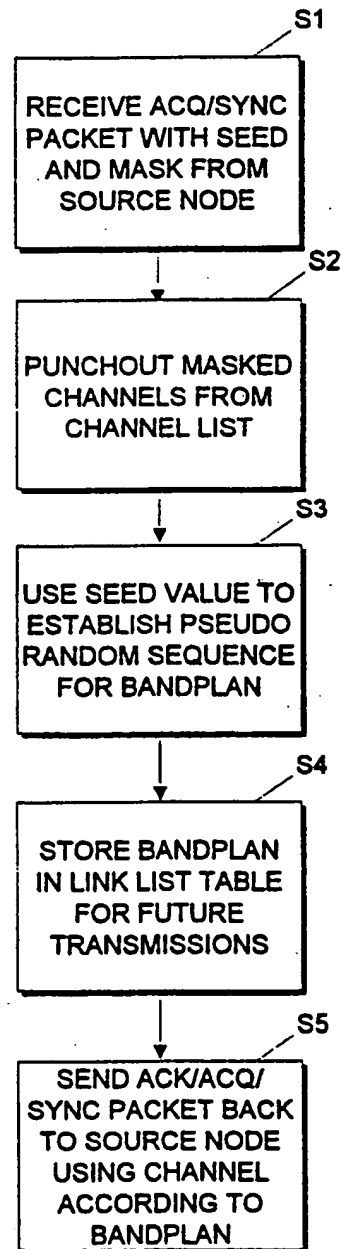 S1
RECEIVE ACQ/SYNC
PACKET WITH SEED
AND MASK FROM
SOURCE NODE
S2
PUNCHOUT MASKED
CHANNELS FROM
CHANNEL LIST
S3
USE SEED VALUE TO
ESTABLISH PSEUDO
RANDOM SEQUENCE
FOR BANDPLAN
S4
STORE BANDPLAN
IN LINK LIST TABLE
FOR FUTURE
TRANSMISSIONS
S5
SEND ACK/ACQ/
SYNC PACKET BACK
TO SOURCE NODE
USING CHANNEL
ACCORDING TO
BANDPLAN